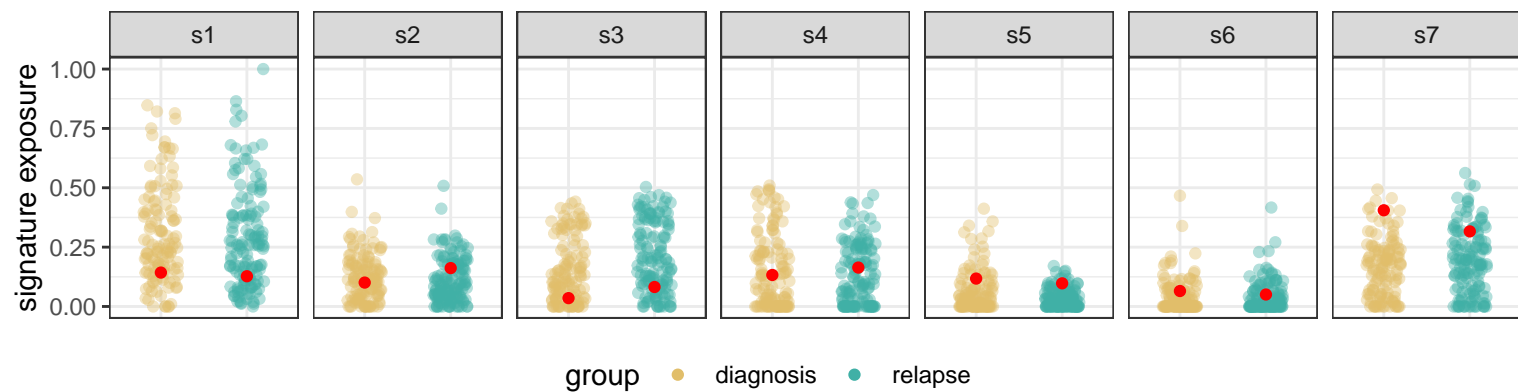 s1 s2 s3 s4 s5 s6 s7
signature exposure
1.00
0.75
0.50
0.25
0.00
group diagnosis relapse